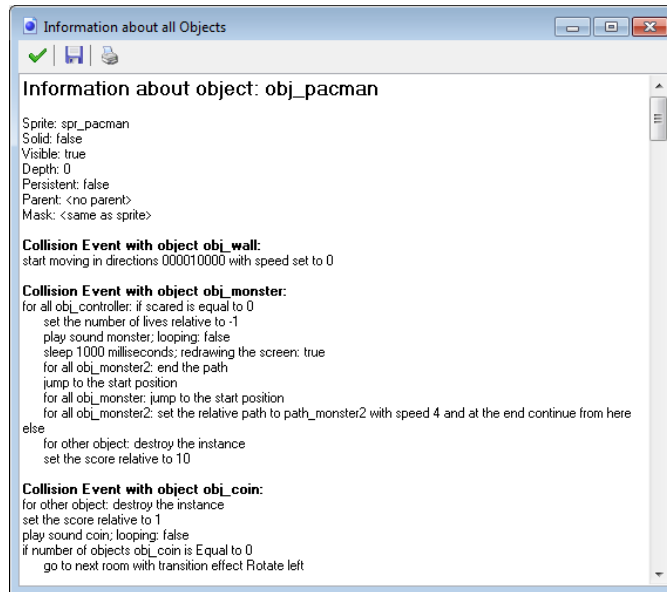 Information about all Objects
Information about object: obj_pacman
Sprite: spr_pacman
Solid: false
Visible: true
Depth: 0
Persistent: false
Parent: <no parent>
Mask: <same as sprite>
Collision Event with object obj_wall:
start moving in directions 000010000 with speed set to 0
Collision Event with object obj_monster:
for all obj_controller: if scared is equal to 0
set the number of lives relative to -1
play sound monster; looping: false
sleep 1000 milliseconds; redrawing the screen: true
for all obj_monster2: end the path
jump to the start position
for all obj_monster: jump to the start position
for all obj_monster2: set the relative path to path_monster2 with speed 4 and at the end continue from here
else
for other object: destroy the instance
set the score relative to 10
Collision Event with object obj_coin:
for other object: destroy the instance
set the score relative to 1
play sound coin; looping: false
if number of objects obj_coin is Equal to 0
go to next room with transition effect Rotate left